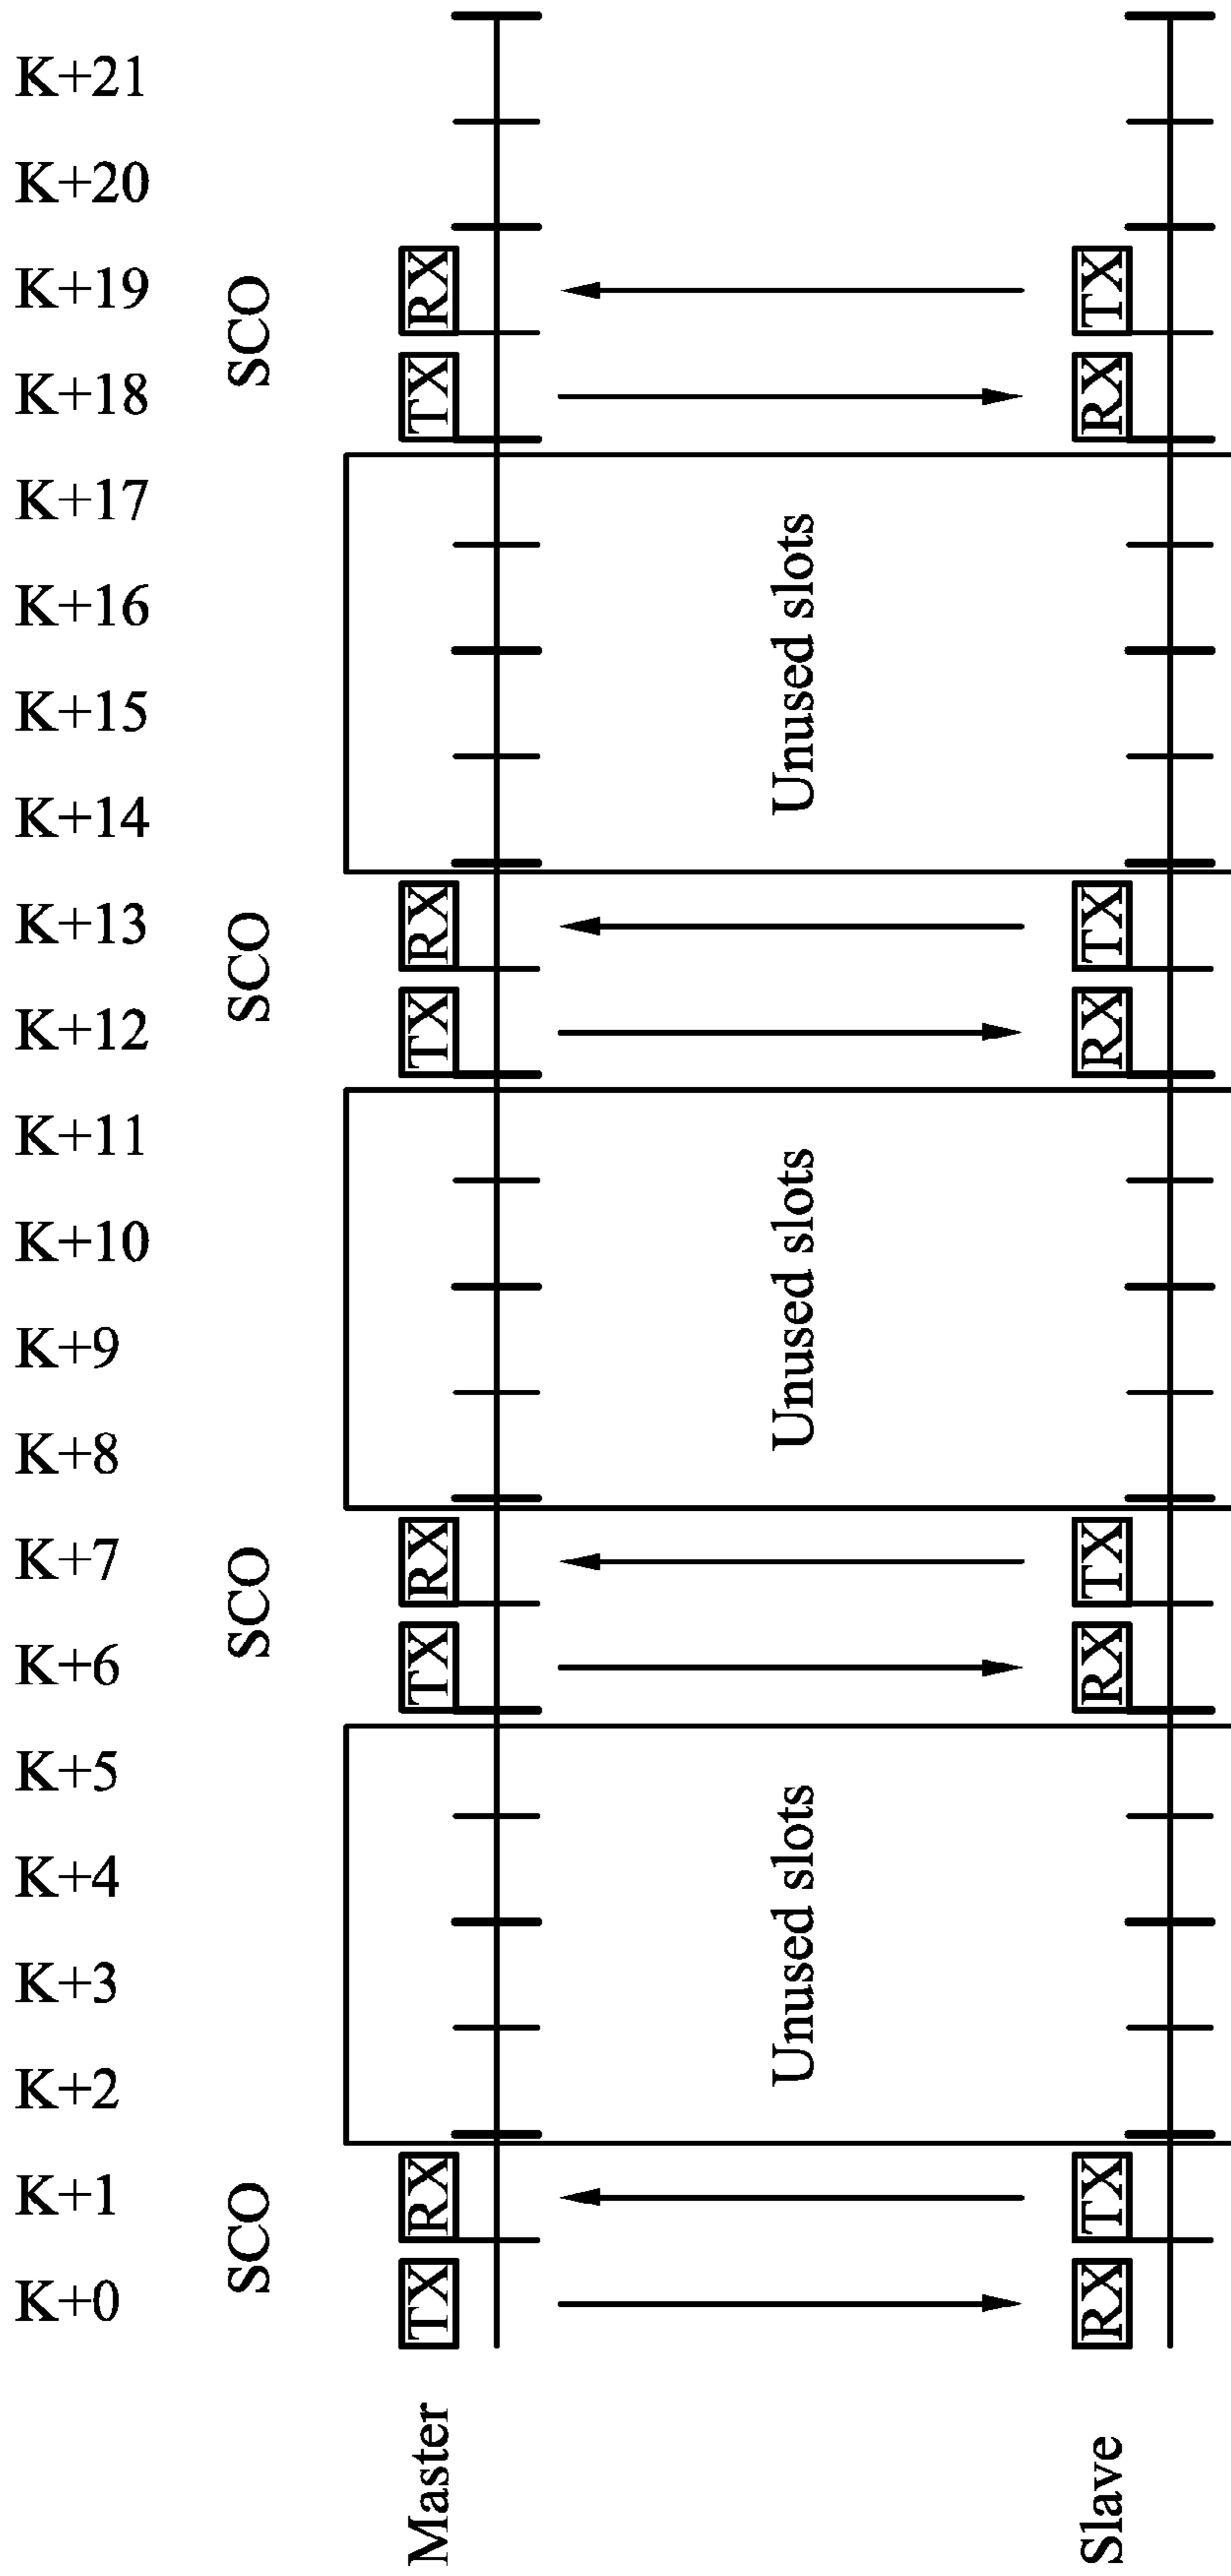 K+21
K+20
K+19
K+18
K+17
K+16
K+15
K+14
K+13
K+12
K+11
K+10
K+9
K+8
K+7
K+6
K+5
K+4
K+3
K+2
K+1
K+0
SCO
SCO
SCO
SCO
Master
TX
RX
TX
RX
TX
RX
TX
RX
Unused slots
Unused slots
Unused slots
Slave
RX
TX
RX
TX
RX
TX
RX
TX